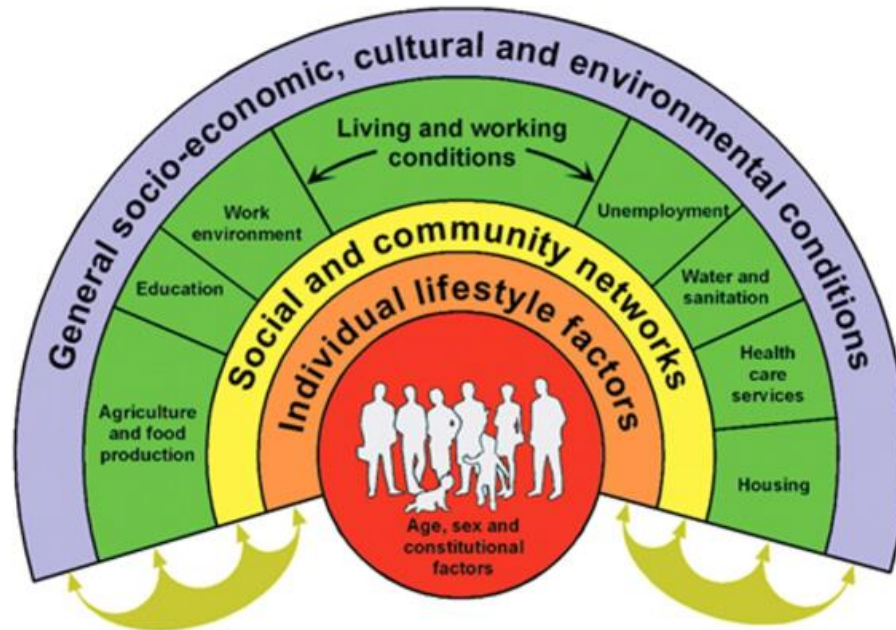 General socio-economic, cultural and environmental conditions
Living and working
conditions
Work
environment
Education
Agriculture
and food
production
Unemployment
Water and
sanitation
Health
care
services
Housing
Social and community networks
Individual lifestyle factors
Age, sex and
constitutional
factors